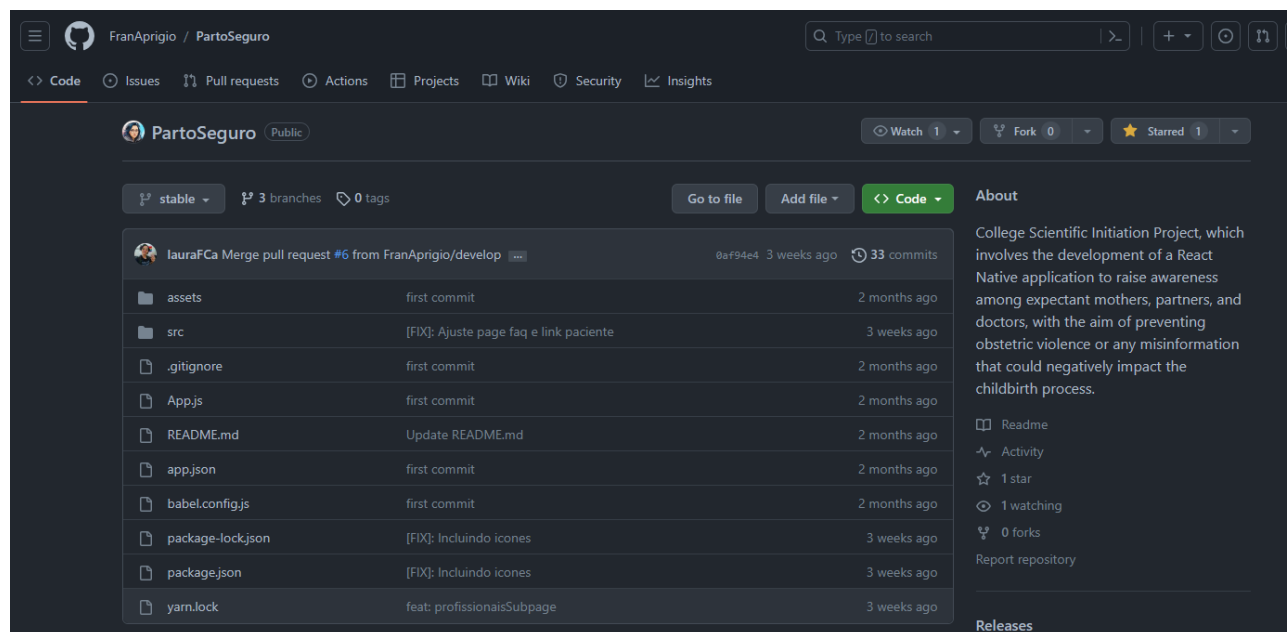 FranAprigio / PartoSeguro
Type / to search
Code Issues Pull requests Actions Projects Wiki Security Insights
PartoSeguro Public
Watch 1 Fork 0 Starred 1
stable 3 branches 0 tags Go to file Add file <> Code
lauraFCa Merge pull request #6 from FranAprigio/develop ... 0af94e4 3 weeks ago 33 commits
assets first commit 2 months ago
src [FIX]: Ajuste page faq e link paciente 3 weeks ago
.gitignore first commit 2 months ago
App.js first commit 2 months ago
README.md Update README.md 2 months ago
app.json first commit 2 months ago
babel.config.js first commit 2 months ago
package-lock.json [FIX]: Incluindo icones 3 weeks ago
package.json [FIX]: Incluindo icones 3 weeks ago
yarn.lock feat: profissionaisSubpage 3 weeks ago
About
College Scientific Initiation Project, which
involves the development of a React
Native application to raise awareness
among expectant mothers, partners, and
doctors, with the aim of preventing
obstetric violence or any misinformation
that could negatively impact the
childbirth process.
Readme
Activity
1 star
1 watching
0 forks
Report repository
Releases